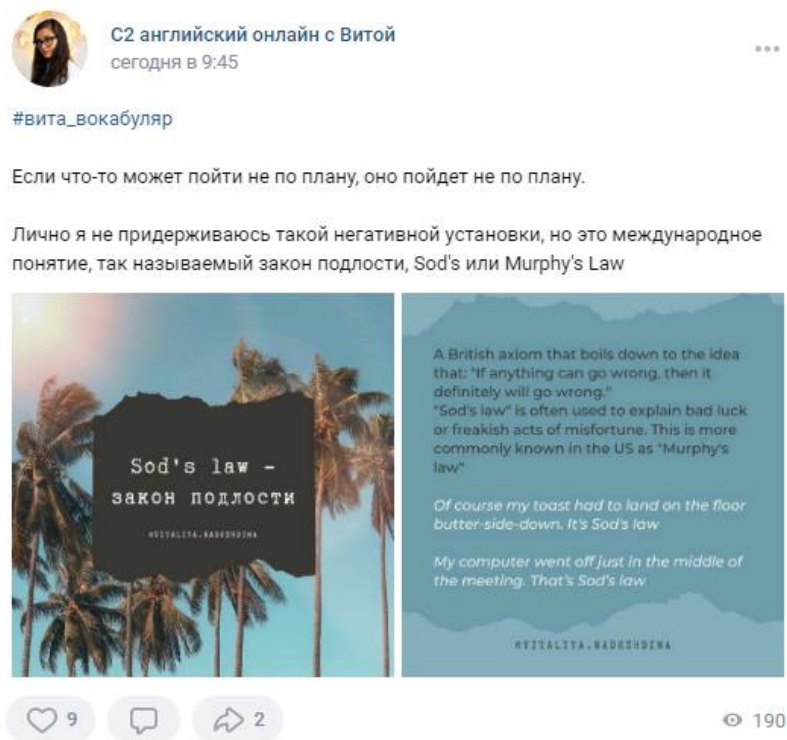 С2 английский онлайн с Витой
сегодня в 9:45
#вита_вокабуляр
Если что-то может пойти не по плану, оно пойдет не по плану.
Лично я не придерживаюсь такой негативной установки, но это международное
понятие, так называемый закон подлости, Sod's или Murphy's Law
Sod's law –
закон подлости
@VITALIYA.NADEZHDINA
A British axiom that boils down to the idea
that: "If anything can go wrong, then it
definitely will go wrong."
"Sod's law" is often used to explain bad luck
or freakish acts of misfortune. This is more
commonly known in the US as "Murphy's
law"
Of course my toast had to land on the floor
butter-side-down. It's Sod's law
My computer went off just in the middle of
the meeting. That's Sod's law
@VITALIYA.NADEZHDINA
9
2
190